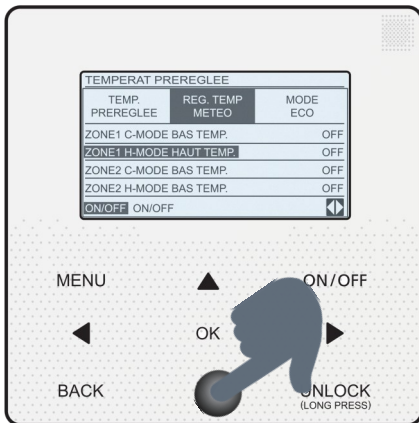 TEMPERAT PREREGLEE
TEMP. PREREGLEE
REG. TEMP METEO
MODE ECO
ZONE1 C-MODE BAS TEMP. OFF
ZONE1 H-MODE HAUT TEMP. OFF
ZONE2 C-MODE BAS TEMP. OFF
ZONE2 H-MODE BAS TEMP. OFF
ON/OFF ON/OFF
MENU
ON/OFF
OK
BACK
UNLOCK
(LONG PRESS)